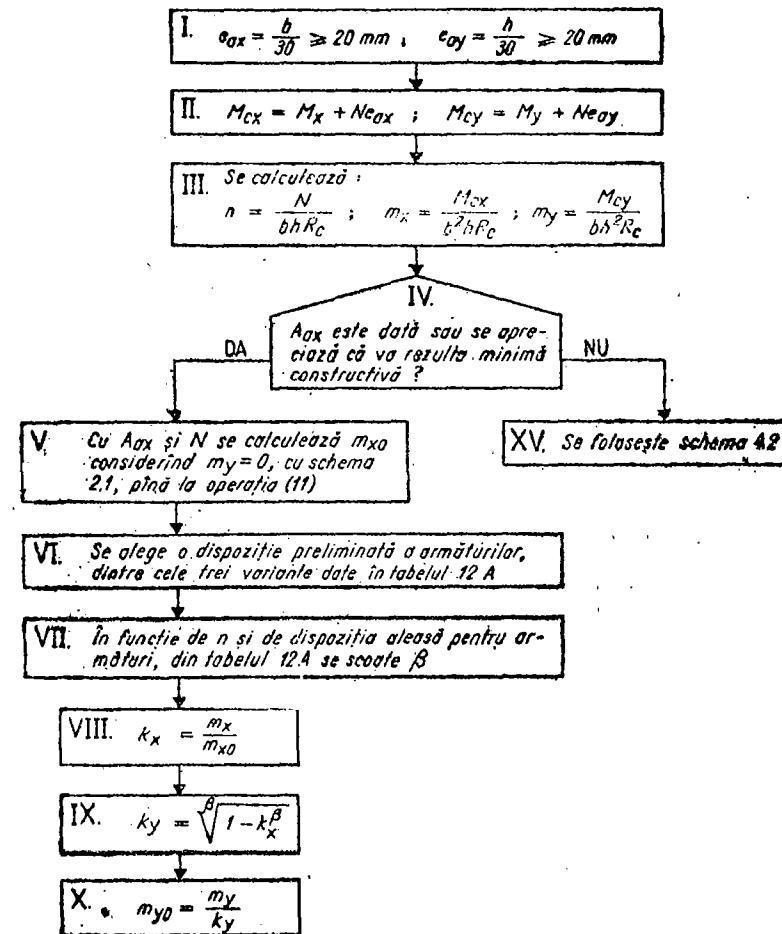 I. e_ax = b/30 ⩾ 20 mm , e_ay = h/30 ⩾ 20 mm
II. M_cx = M_x + Ne_ax ; M_cy = M_y + Ne_ay
III. Se calculează :
n = N/bhR_c ; m_x = M_cx/b²hR_c ; m_y = M_cy/bh²R_c
IV.
A_ax este dată sau se apre-
ciază că va rezulta minimă
constructivă ?
DA
NU
V. Cu A_ax și N se calculează m_x0
considerînd m_y = 0, cu schema
2.1, pînă la operația (11)
XV. Se folosește schema 4.2
VI. Se alege o dispoziție preliminată a armăturilor,
dintre cele trei variante date în tabelul 12 A
VII. În funcție de n și de dispoziția aleasă pentru ar-
mături, din tabelul 12.A se scoate β
VIII. k_x = m_x/m_x0
IX. k_y = ᵝ√(1 − k_x^β)
X. m_y0 = m_y/k_y